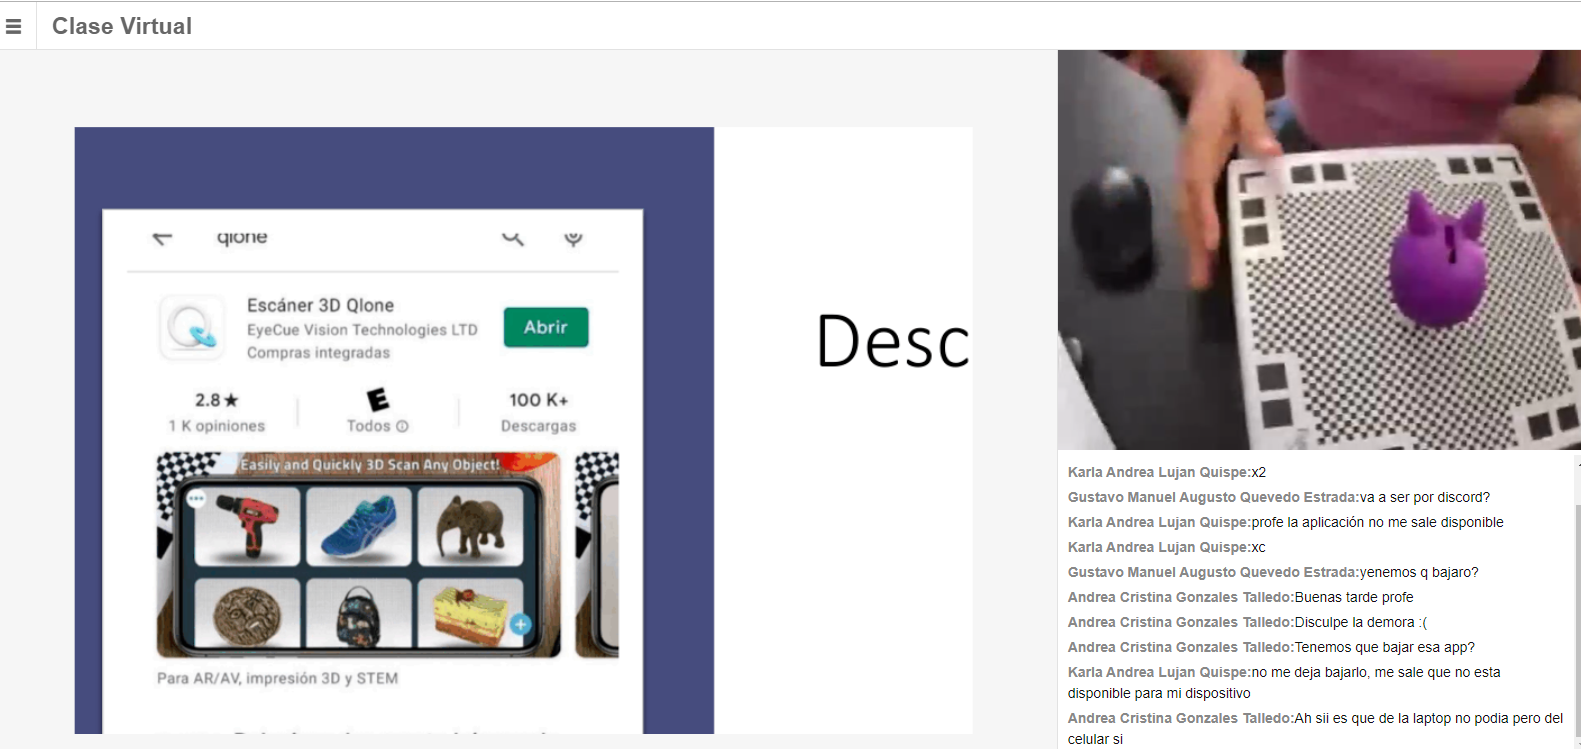 Clase Virtual
qlone
Escáner 3D Qlone
EyeCue Vision Technologies LTD
Compras integradas
Abrir
2.8★
1 K opiniones
E
Todos
100 K+
Descargas
Easily and Quickly 3D Scan Any Object!
Para AR/AV, impresión 3D y STEM
Desc
Karla Andrea Lujan Quispe:x2
Gustavo Manuel Augusto Quevedo Estrada:va a ser por discord?
Karla Andrea Lujan Quispe:profe la aplicación no me sale disponible
Karla Andrea Lujan Quispe:xc
Gustavo Manuel Augusto Quevedo Estrada:yenemos q bajaro?
Andrea Cristina Gonzales Talledo:Buenas tarde profe
Andrea Cristina Gonzales Talledo:Disculpe la demora :(
Andrea Cristina Gonzales Talledo:Tenemos que bajar esa app?
Karla Andrea Lujan Quispe:no me deja bajarlo, me sale que no esta
disponible para mi dispositivo
Andrea Cristina Gonzales Talledo:Ah sii es que de la laptop no podia pero del
celular si